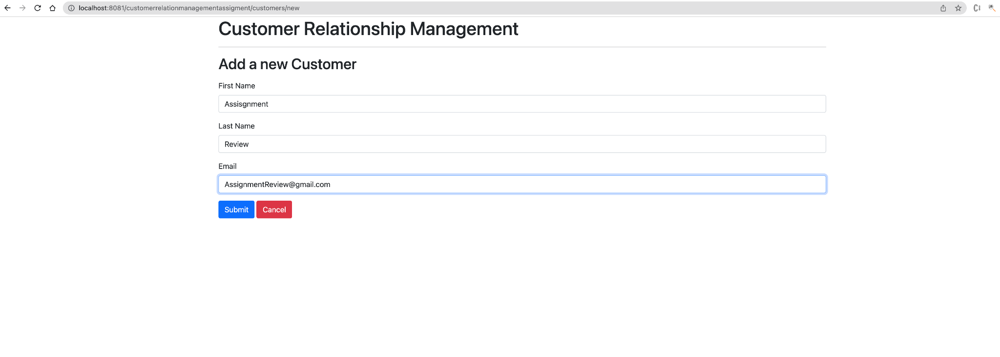 localhost:8081/customerrelationmanagementassigment/customers/new
Customer Relationship Management
Add a new Customer
First Name
Assisgnment
Last Name
Review
Email
AssignmentReview@gmail.com
Submit Cancel